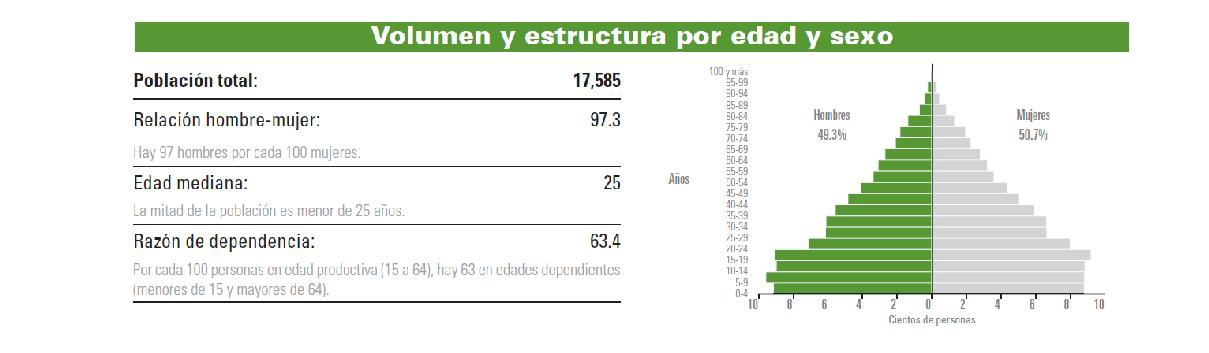 Volumen y estructura por edad y sexo
Población total: 17,585
Relación hombre-mujer: 97.3
Hay 97 hombres por cada 100 mujeres.
Edad mediana: 25
La mitad de la población es menor de 25 años.
Razón de dependencia: 63.4
Por cada 100 personas en edad productiva (15 a 64), hay 63 en edades dependientes
(menores de 15 y mayores de 64).
100 y más
95-99
90-94
85-89
80-84
75-79
70-74
65-69
60-64
55-59
50-54
45-49
40-44
35-39
30-34
25-29
20-24
15-19
10-14
5-9
0-4
Años
Hombres
49.3%
Mujeres
50.7%
10 8 6 4 2 0 2 4 6 8 10
Cientos de personas